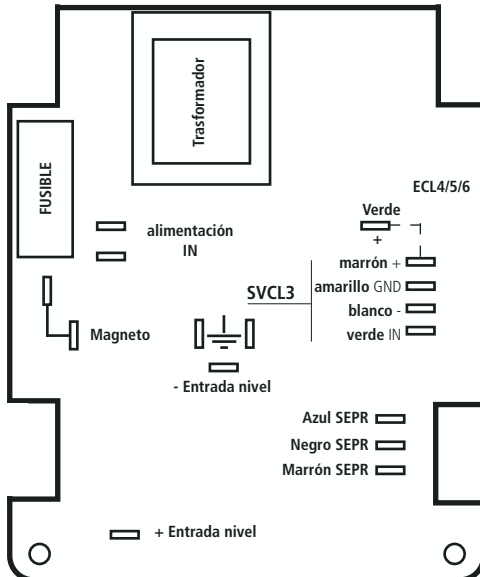 Trasformador
FUSIBLE
ECL4/5/6
Verde
+
alimentación
IN
marrón +
amarillo GND
SVCL3
blanco -
verde IN
Magneto
- Entrada nivel
Azul SEPR
Negro SEPR
Marrón SEPR
+ Entrada nivel